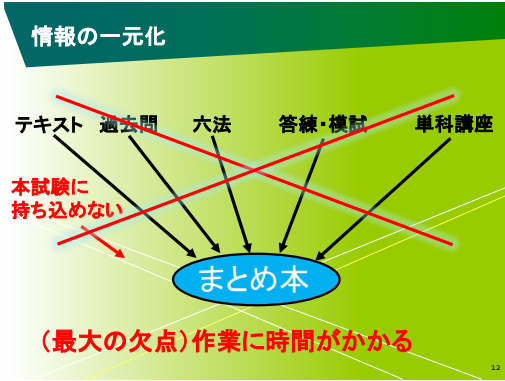 情報の一元化
テキスト 過去問 六法 答練・模試 単科講座
本試験に
持ち込めない
まとめ本
（最大の欠点）作業に時間がかかる
12